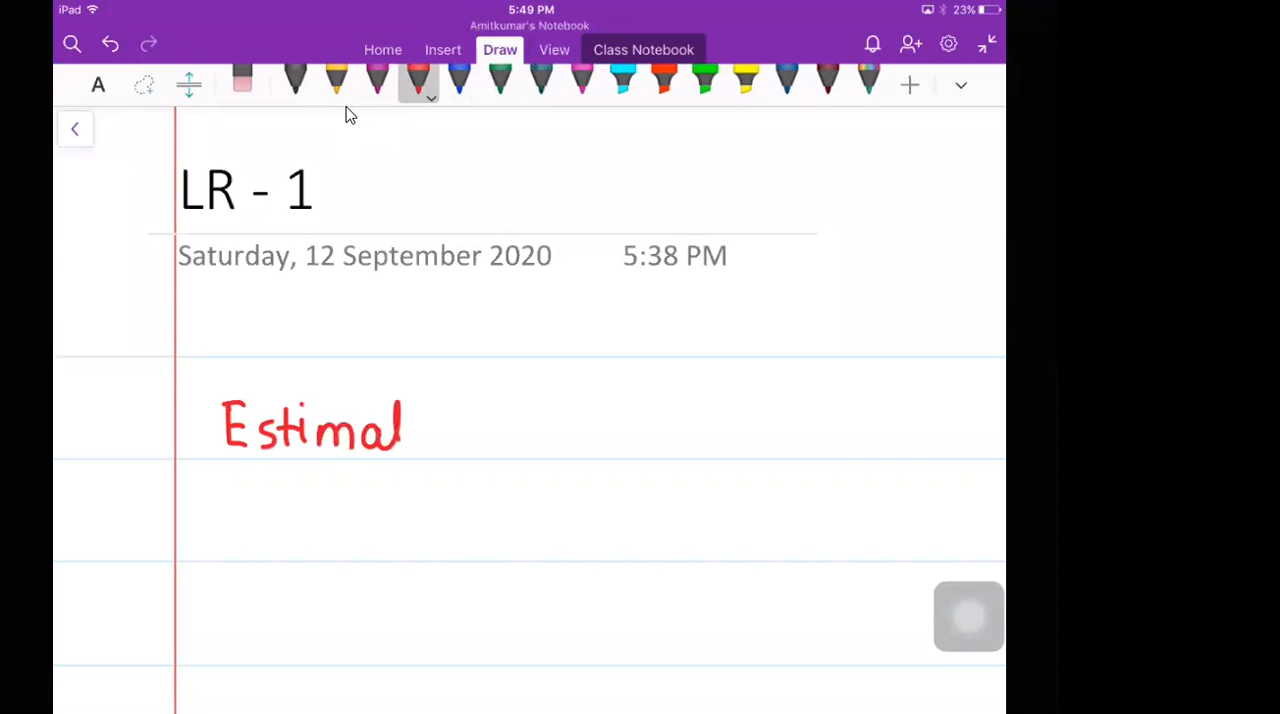 iPad 5:49 PM 23%
Amitkumar's Notebook
Home Insert Draw View Class Notebook
A
LR - 1
Saturday, 12 September 2020 5:38 PM
Estimal